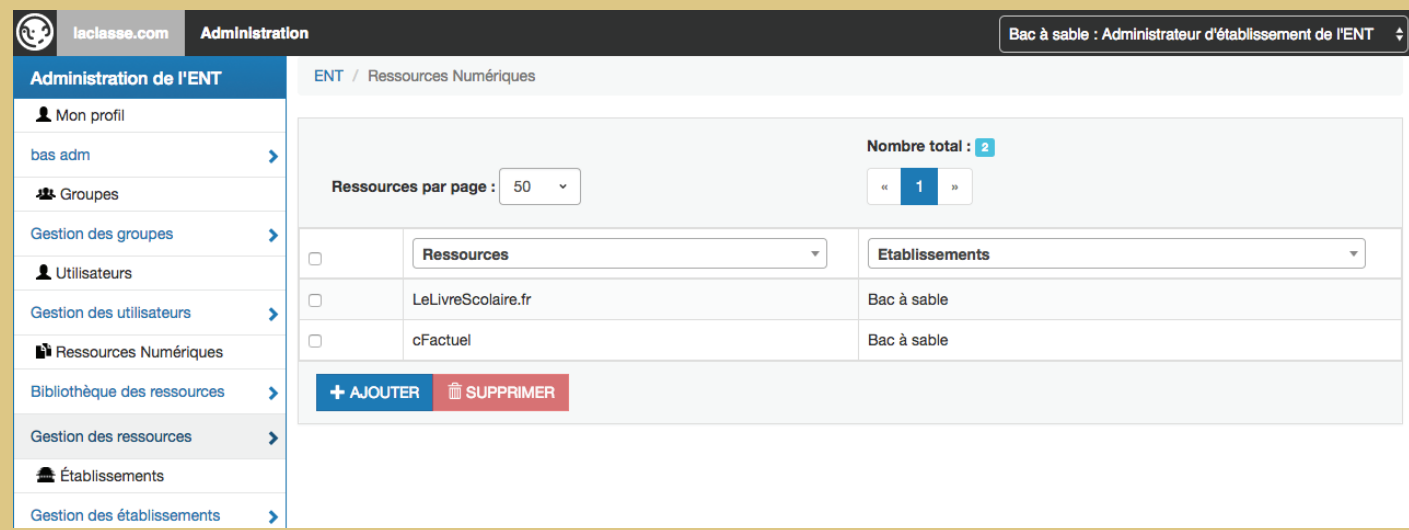 laclasse.com Administration Bac à sable : Administrateur d'établissement de l'ENT
Administration de l'ENT
Mon profil
bas adm
Groupes
Gestion des groupes
Utilisateurs
Gestion des utilisateurs
Ressources Numériques
Bibliothèque des ressources
Gestion des ressources
Établissements
Gestion des établissements
ENT / Ressources Numériques
Nombre total : 2
Ressources par page : 50
« 1 »
Ressources Etablissements
LeLivreScolaire.fr Bac à sable
cFactuel Bac à sable
+ AJOUTER SUPPRIMER